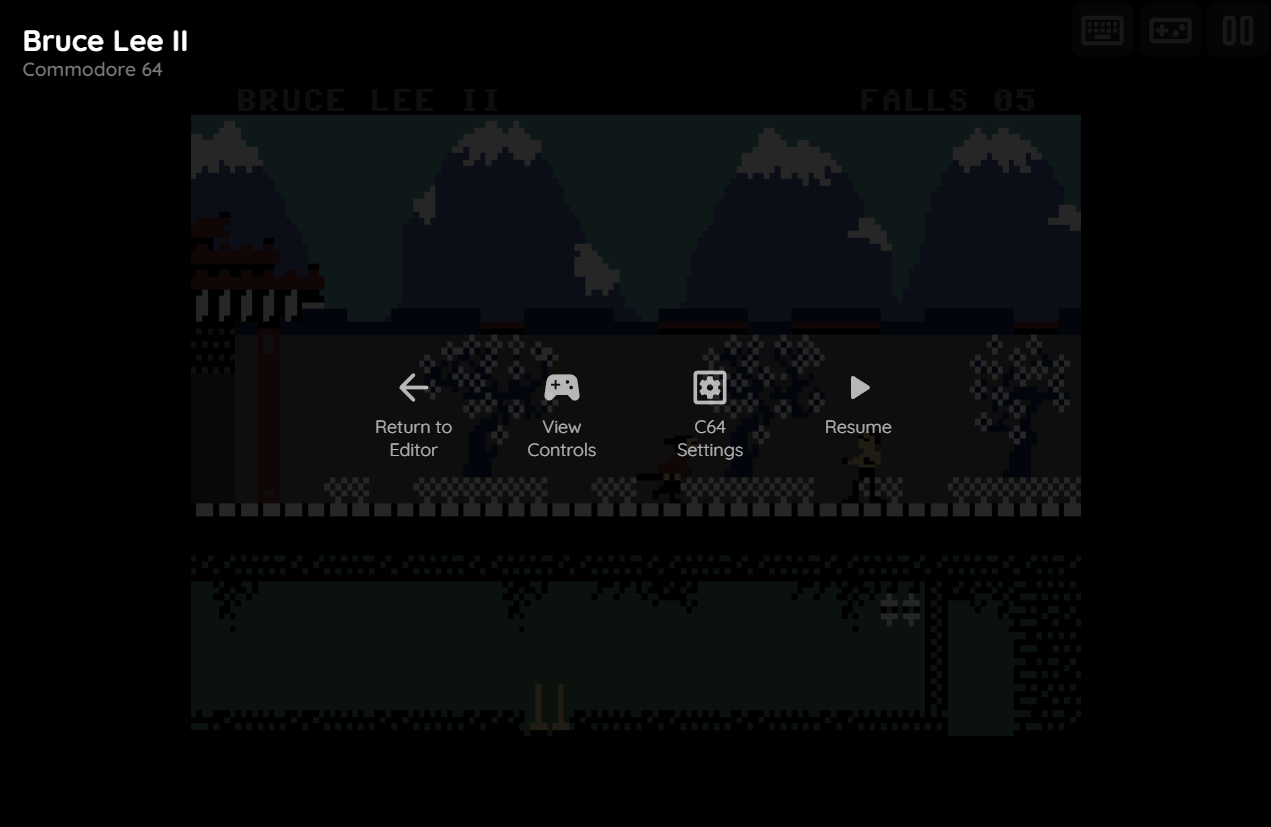 Bruce Lee II
Commodore 64
BRUCE LEE II FALLS 05
Return to
Editor
View
Controls
C64
Settings
Resume